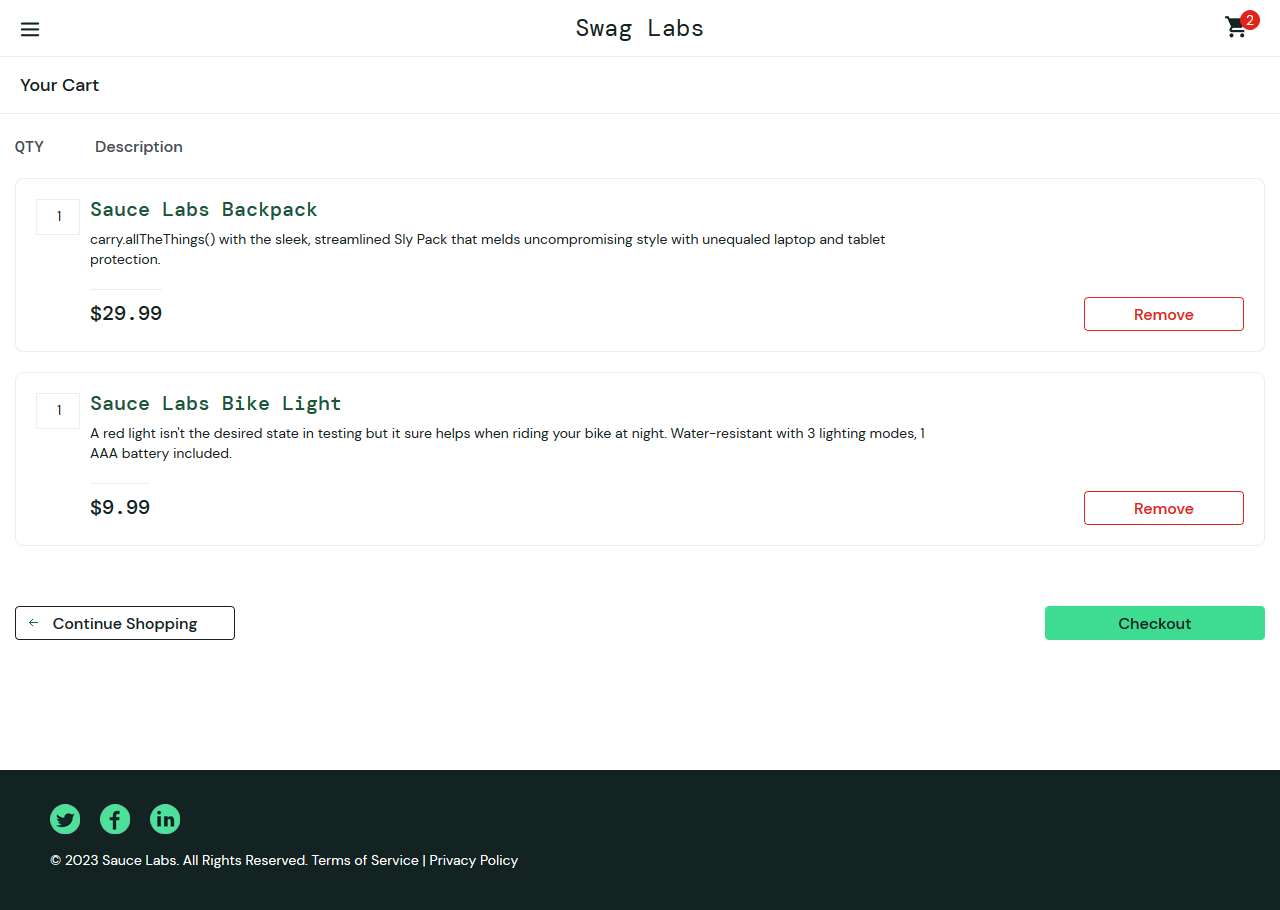 Swag Labs
2
Your Cart
QTY Description
1
Sauce Labs Backpack
carry.allTheThings() with the sleek, streamlined Sly Pack that melds uncompromising style with unequaled laptop and tablet
protection.
$29.99
Remove
1
Sauce Labs Bike Light
A red light isn't the desired state in testing but it sure helps when riding your bike at night. Water-resistant with 3 lighting modes, 1
AAA battery included.
$9.99
Remove
Continue Shopping
Checkout
© 2023 Sauce Labs. All Rights Reserved. Terms of Service | Privacy Policy